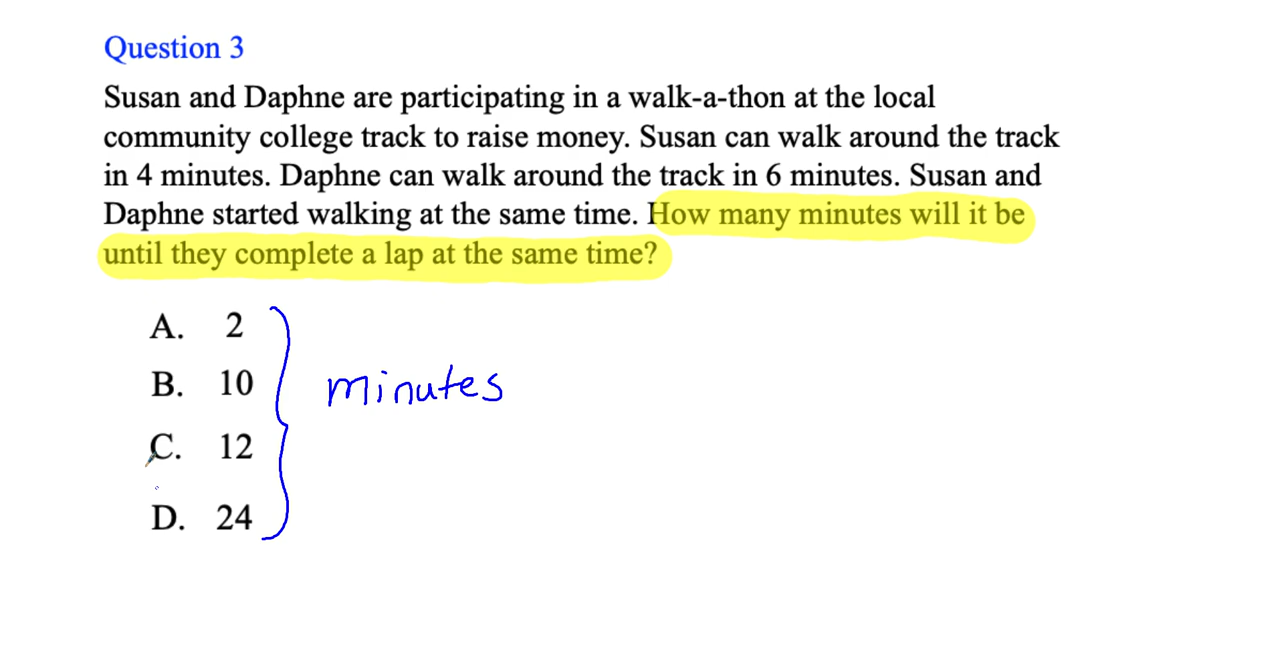 Question 3
Susan and Daphne are participating in a walk-a-thon at the local
community college track to raise money. Susan can walk around the track
in 4 minutes. Daphne can walk around the track in 6 minutes. Susan and
Daphne started walking at the same time. How many minutes will it be
until they complete a lap at the same time?
A. 2
B. 10
minutes
C. 12
D. 24